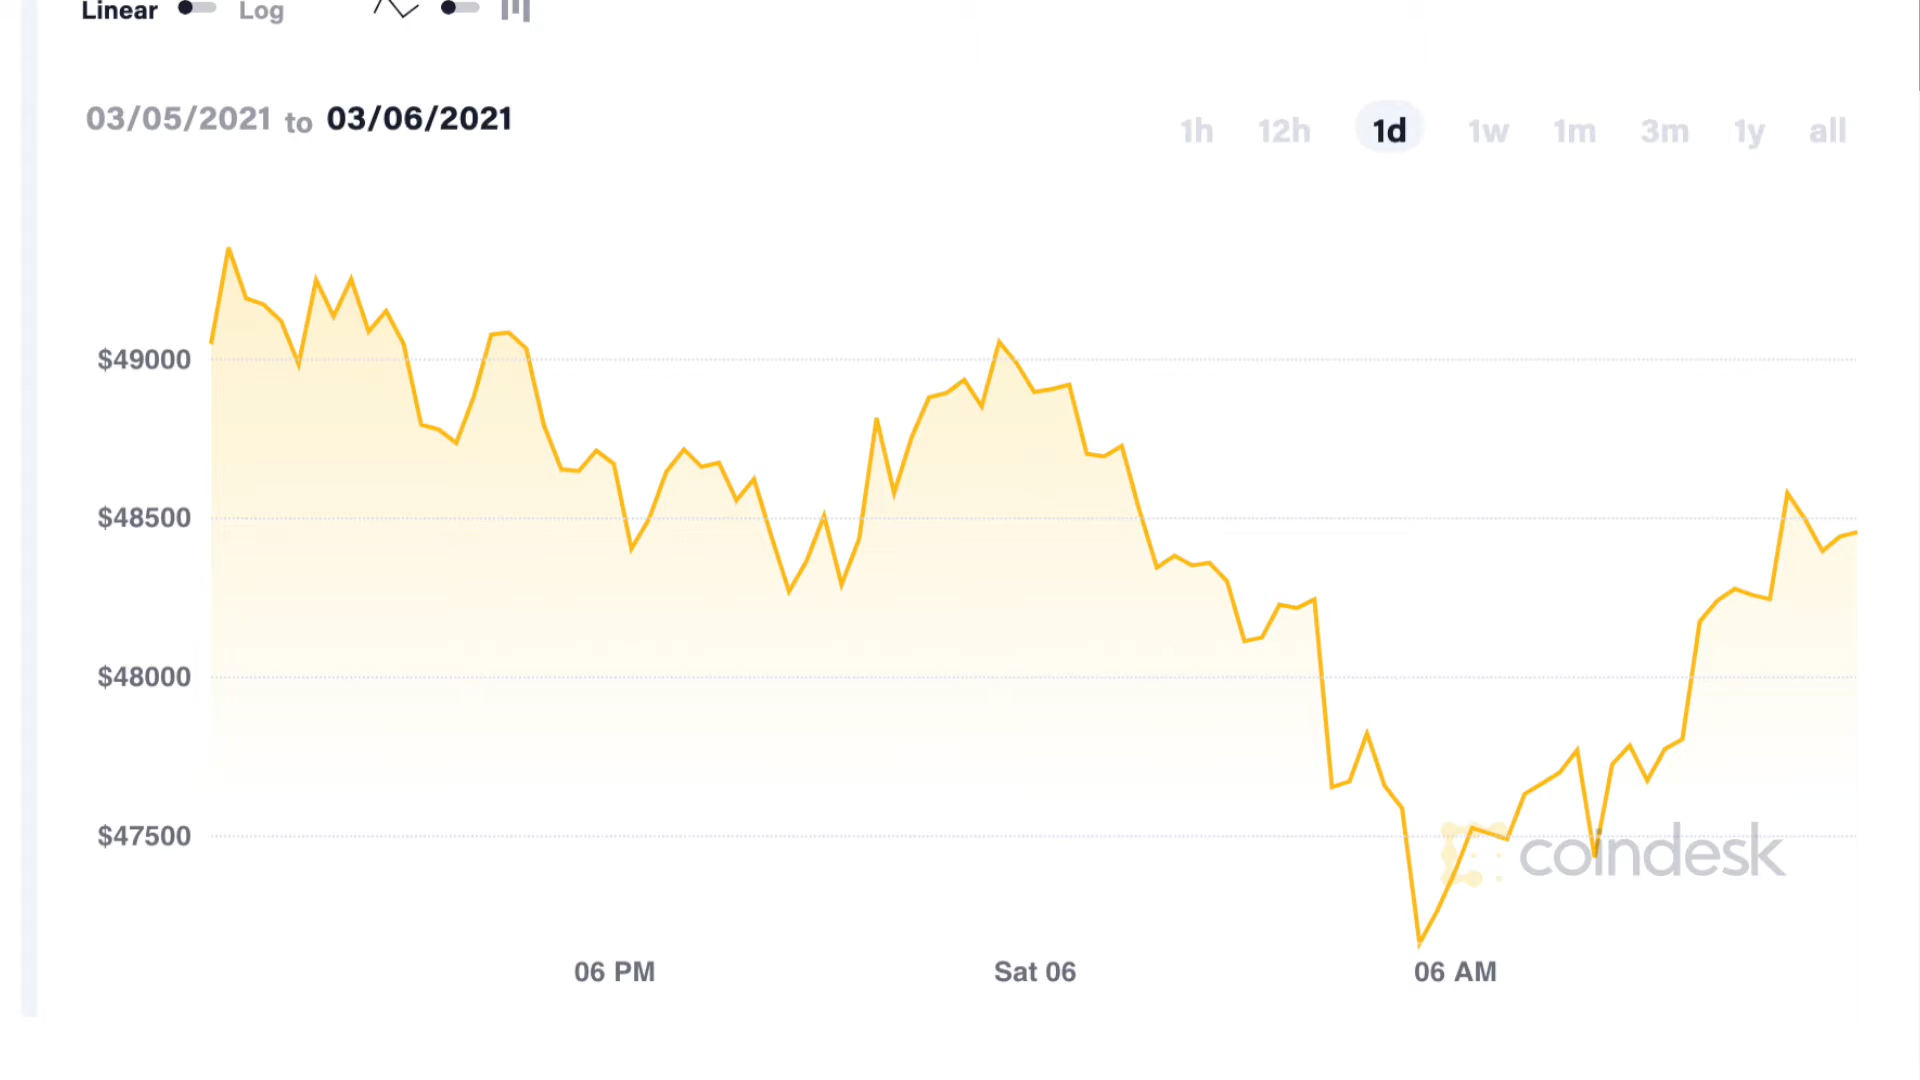 Linear Log
03/05/2021 to 03/06/2021
1h 12h 1d 1w 1m 3m 1y all
$49000
$48500
$48000
$47500
coindesk
06 PM Sat 06 06 AM